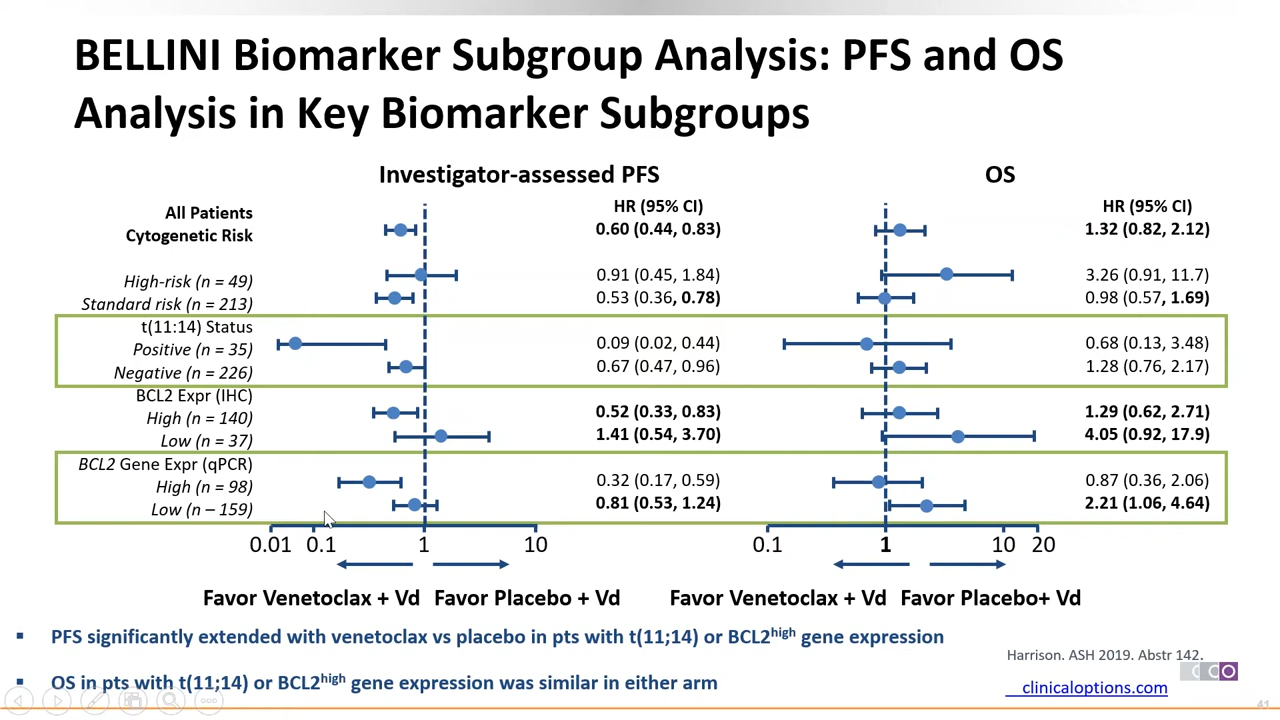 BELLINI Biomarker Subgroup Analysis: PFS and OS
Analysis in Key Biomarker Subgroups
Investigator-assessed PFS
OS
HR (95% CI)
HR (95% CI)
All Patients
0.60 (0.44, 0.83)
1.32 (0.82, 2.12)
Cytogenetic Risk
High-risk (n = 49)
0.91 (0.45, 1.84)
3.26 (0.91, 11.7)
Standard risk (n = 213)
0.53 (0.36, 0.78)
0.98 (0.57, 1.69)
t(11:14) Status
Positive (n = 35)
0.09 (0.02, 0.44)
0.68 (0.13, 3.48)
Negative (n = 226)
0.67 (0.47, 0.96)
1.28 (0.76, 2.17)
BCL2 Expr (IHC)
High (n = 140)
0.52 (0.33, 0.83)
1.29 (0.62, 2.71)
Low (n = 37)
1.41 (0.54, 3.70)
4.05 (0.92, 17.9)
BCL2 Gene Expr (qPCR)
High (n = 98)
0.32 (0.17, 0.59)
0.87 (0.36, 2.06)
Low (n – 159)
0.81 (0.53, 1.24)
2.21 (1.06, 4.64)
0.01 0.1 1 10
0.1 1 10 20
Favor Venetoclax + Vd Favor Placebo + Vd
Favor Venetoclax + Vd Favor Placebo+ Vd
▪ PFS significantly extended with venetoclax vs placebo in pts with t(11;14) or BCL2high gene expression
▪ OS in pts with t(11;14) or BCL2high gene expression was similar in either arm
Harrison. ASH 2019. Abstr 142.
CCO
clinicaloptions.com
41